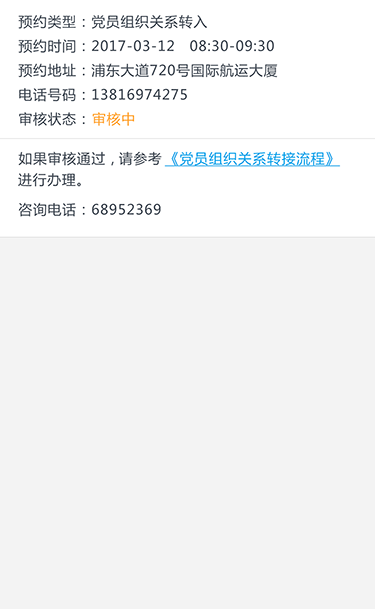 预约类型：党员组织关系转入
预约时间：2017-03-12  08:30-09:30
预约地址：浦东大道720号国际航运大厦
电话号码：13816974275
审核状态：审核中
如果审核通过，请参考《党员组织关系转接流程》
进行办理。
咨询电话：68952369